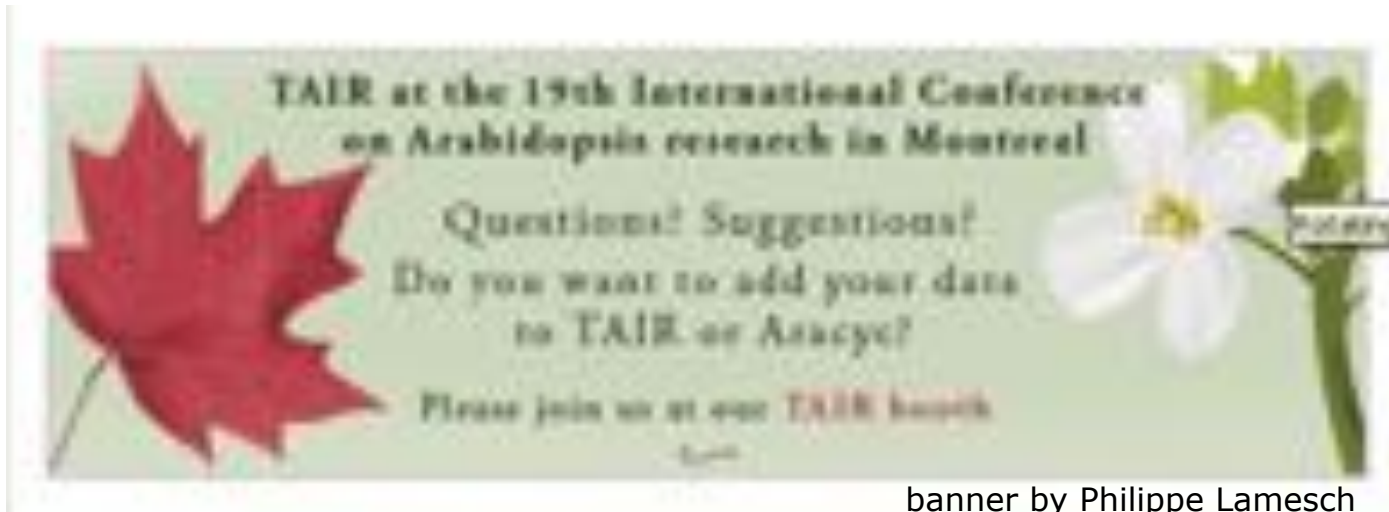 TAIR at the 19th International Conference
on Arabidopsis research in Montreal
Questions? Suggestions?
Do you want to add your data
to TAIR or Aracyc?
Please join us at our TAIR booth
banner by Philippe Lamesch